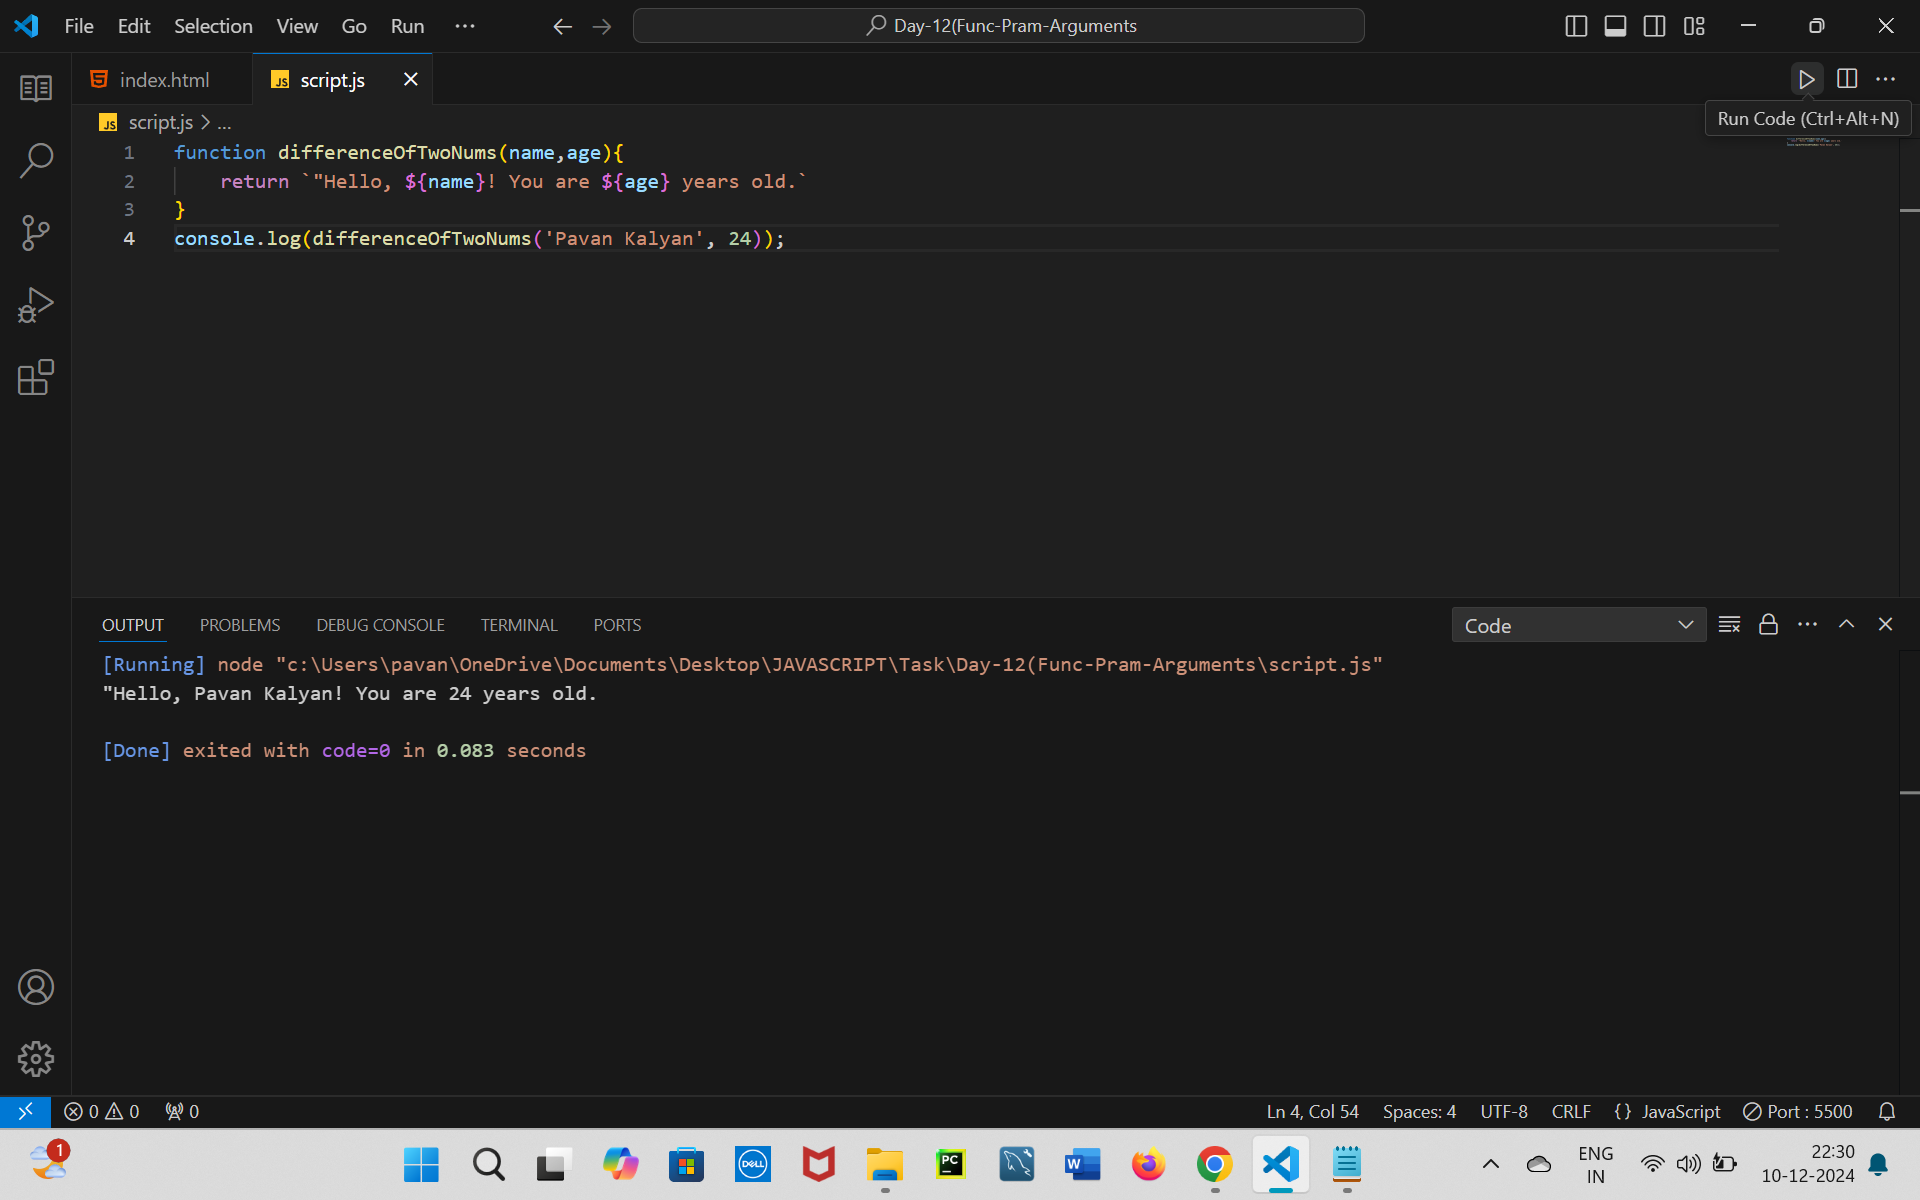 File Edit Selection View Go Run ··· Day-12(Func-Pram-Arguments
index.html script.js
Run Code (Ctrl+Alt+N)
JS script.js > ...
1 function differenceOfTwoNums(name,age){
2 return `"Hello, ${name}! You are ${age} years old.`
3 }
4 console.log(differenceOfTwoNums('Pavan Kalyan', 24));
OUTPUT PROBLEMS DEBUG CONSOLE TERMINAL PORTS Code
[Running] node "c:\Users\pavan\OneDrive\Documents\Desktop\JAVASCRIPT\Task\Day-12(Func-Pram-Arguments\script.js"
"Hello, Pavan Kalyan! You are 24 years old.
[Done] exited with code=0 in 0.083 seconds
0 0 0 Ln 4, Col 54 Spaces: 4 UTF-8 CRLF {} JavaScript Port : 5500
1 DELL PC W ENG 22:30
IN 10-12-2024